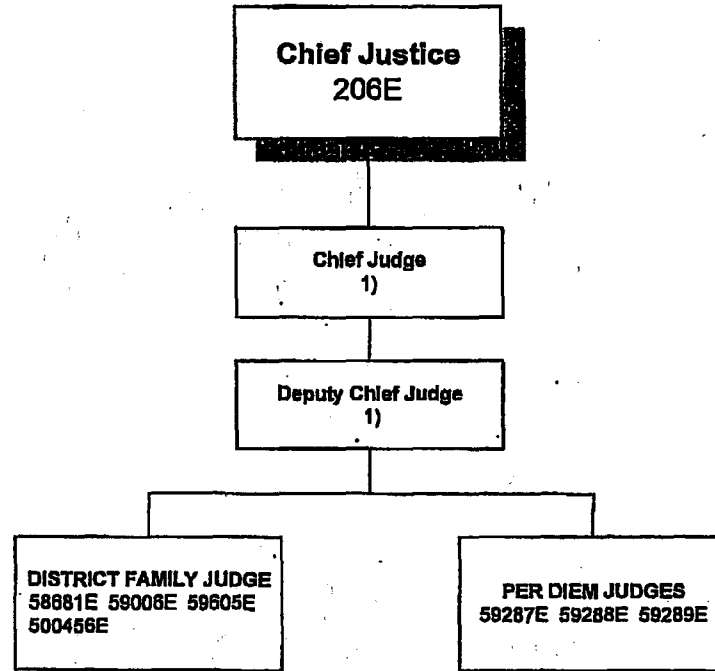 Chief Justice
206E
Chief Judge
1)
Deputy Chief Judge
1)
DISTRICT FAMILY JUDGE
58681E 59006E 59605E
500456E
PER DIEM JUDGES
59287E 59288E 59289E